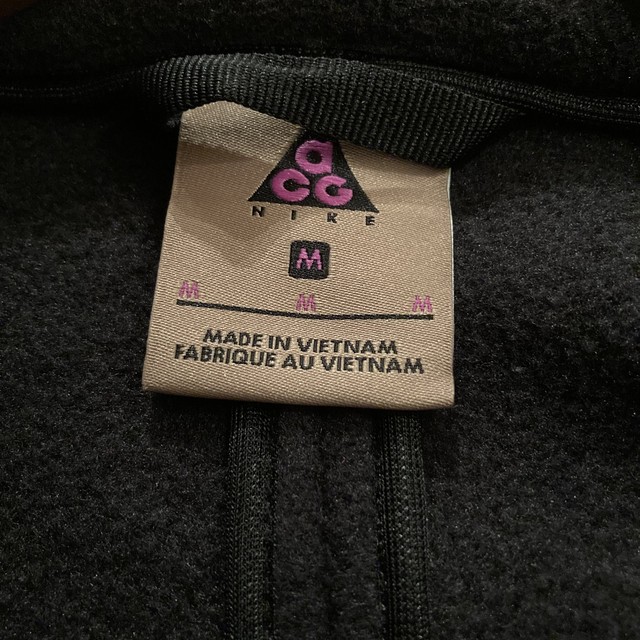 aCG
NIKE
M
M M M
MADE IN VIETNAM
FABRIQUE AU VIETNAM